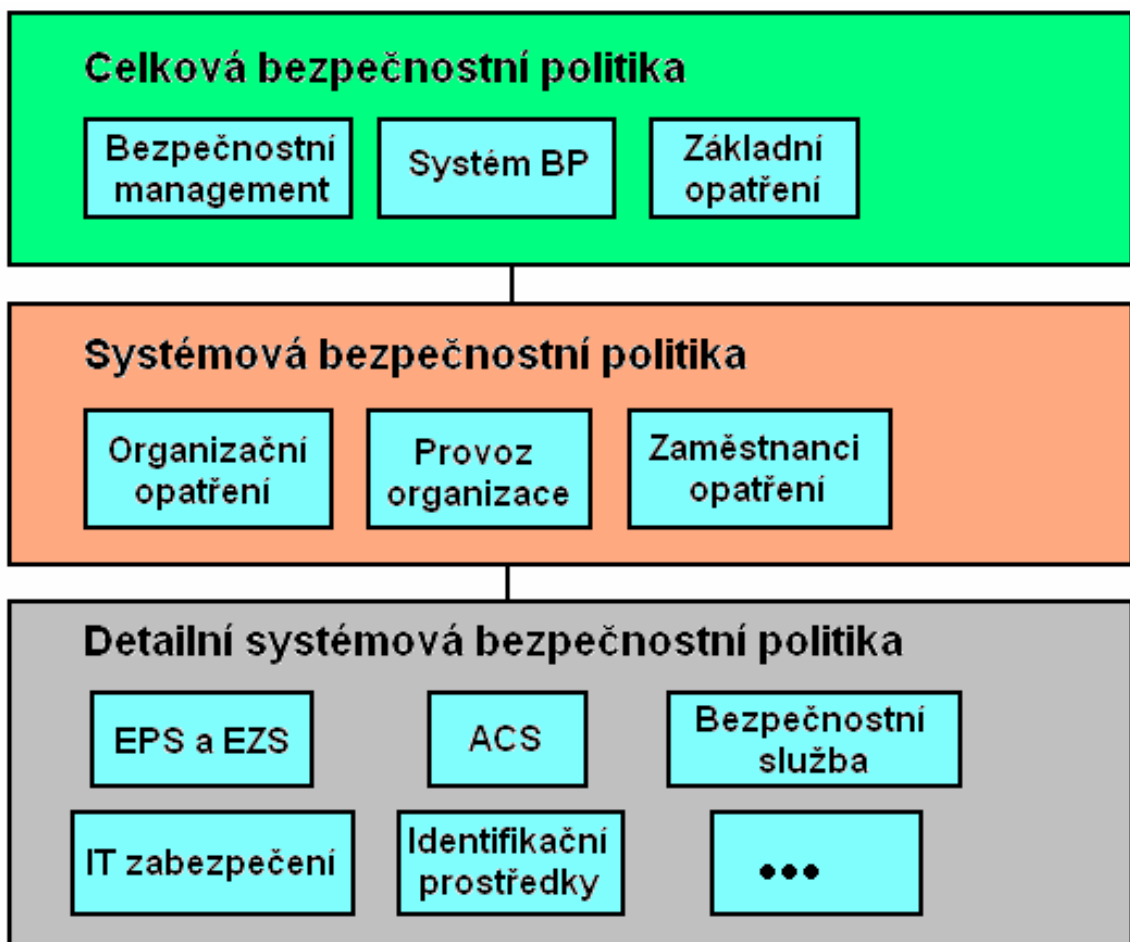 Celková bezpečnostní politika
Bezpečnostní
management
Systém BP
Základní
opatření
Systémová bezpečnostní politika
Organizační
opatření
Provoz
organizace
Zaměstnanci
opatření
Detailní systémová bezpečnostní politika
EPS a EZS
ACS
Bezpečnostní
služba
IT zabezpečení
Identifikační
prostředky
•••